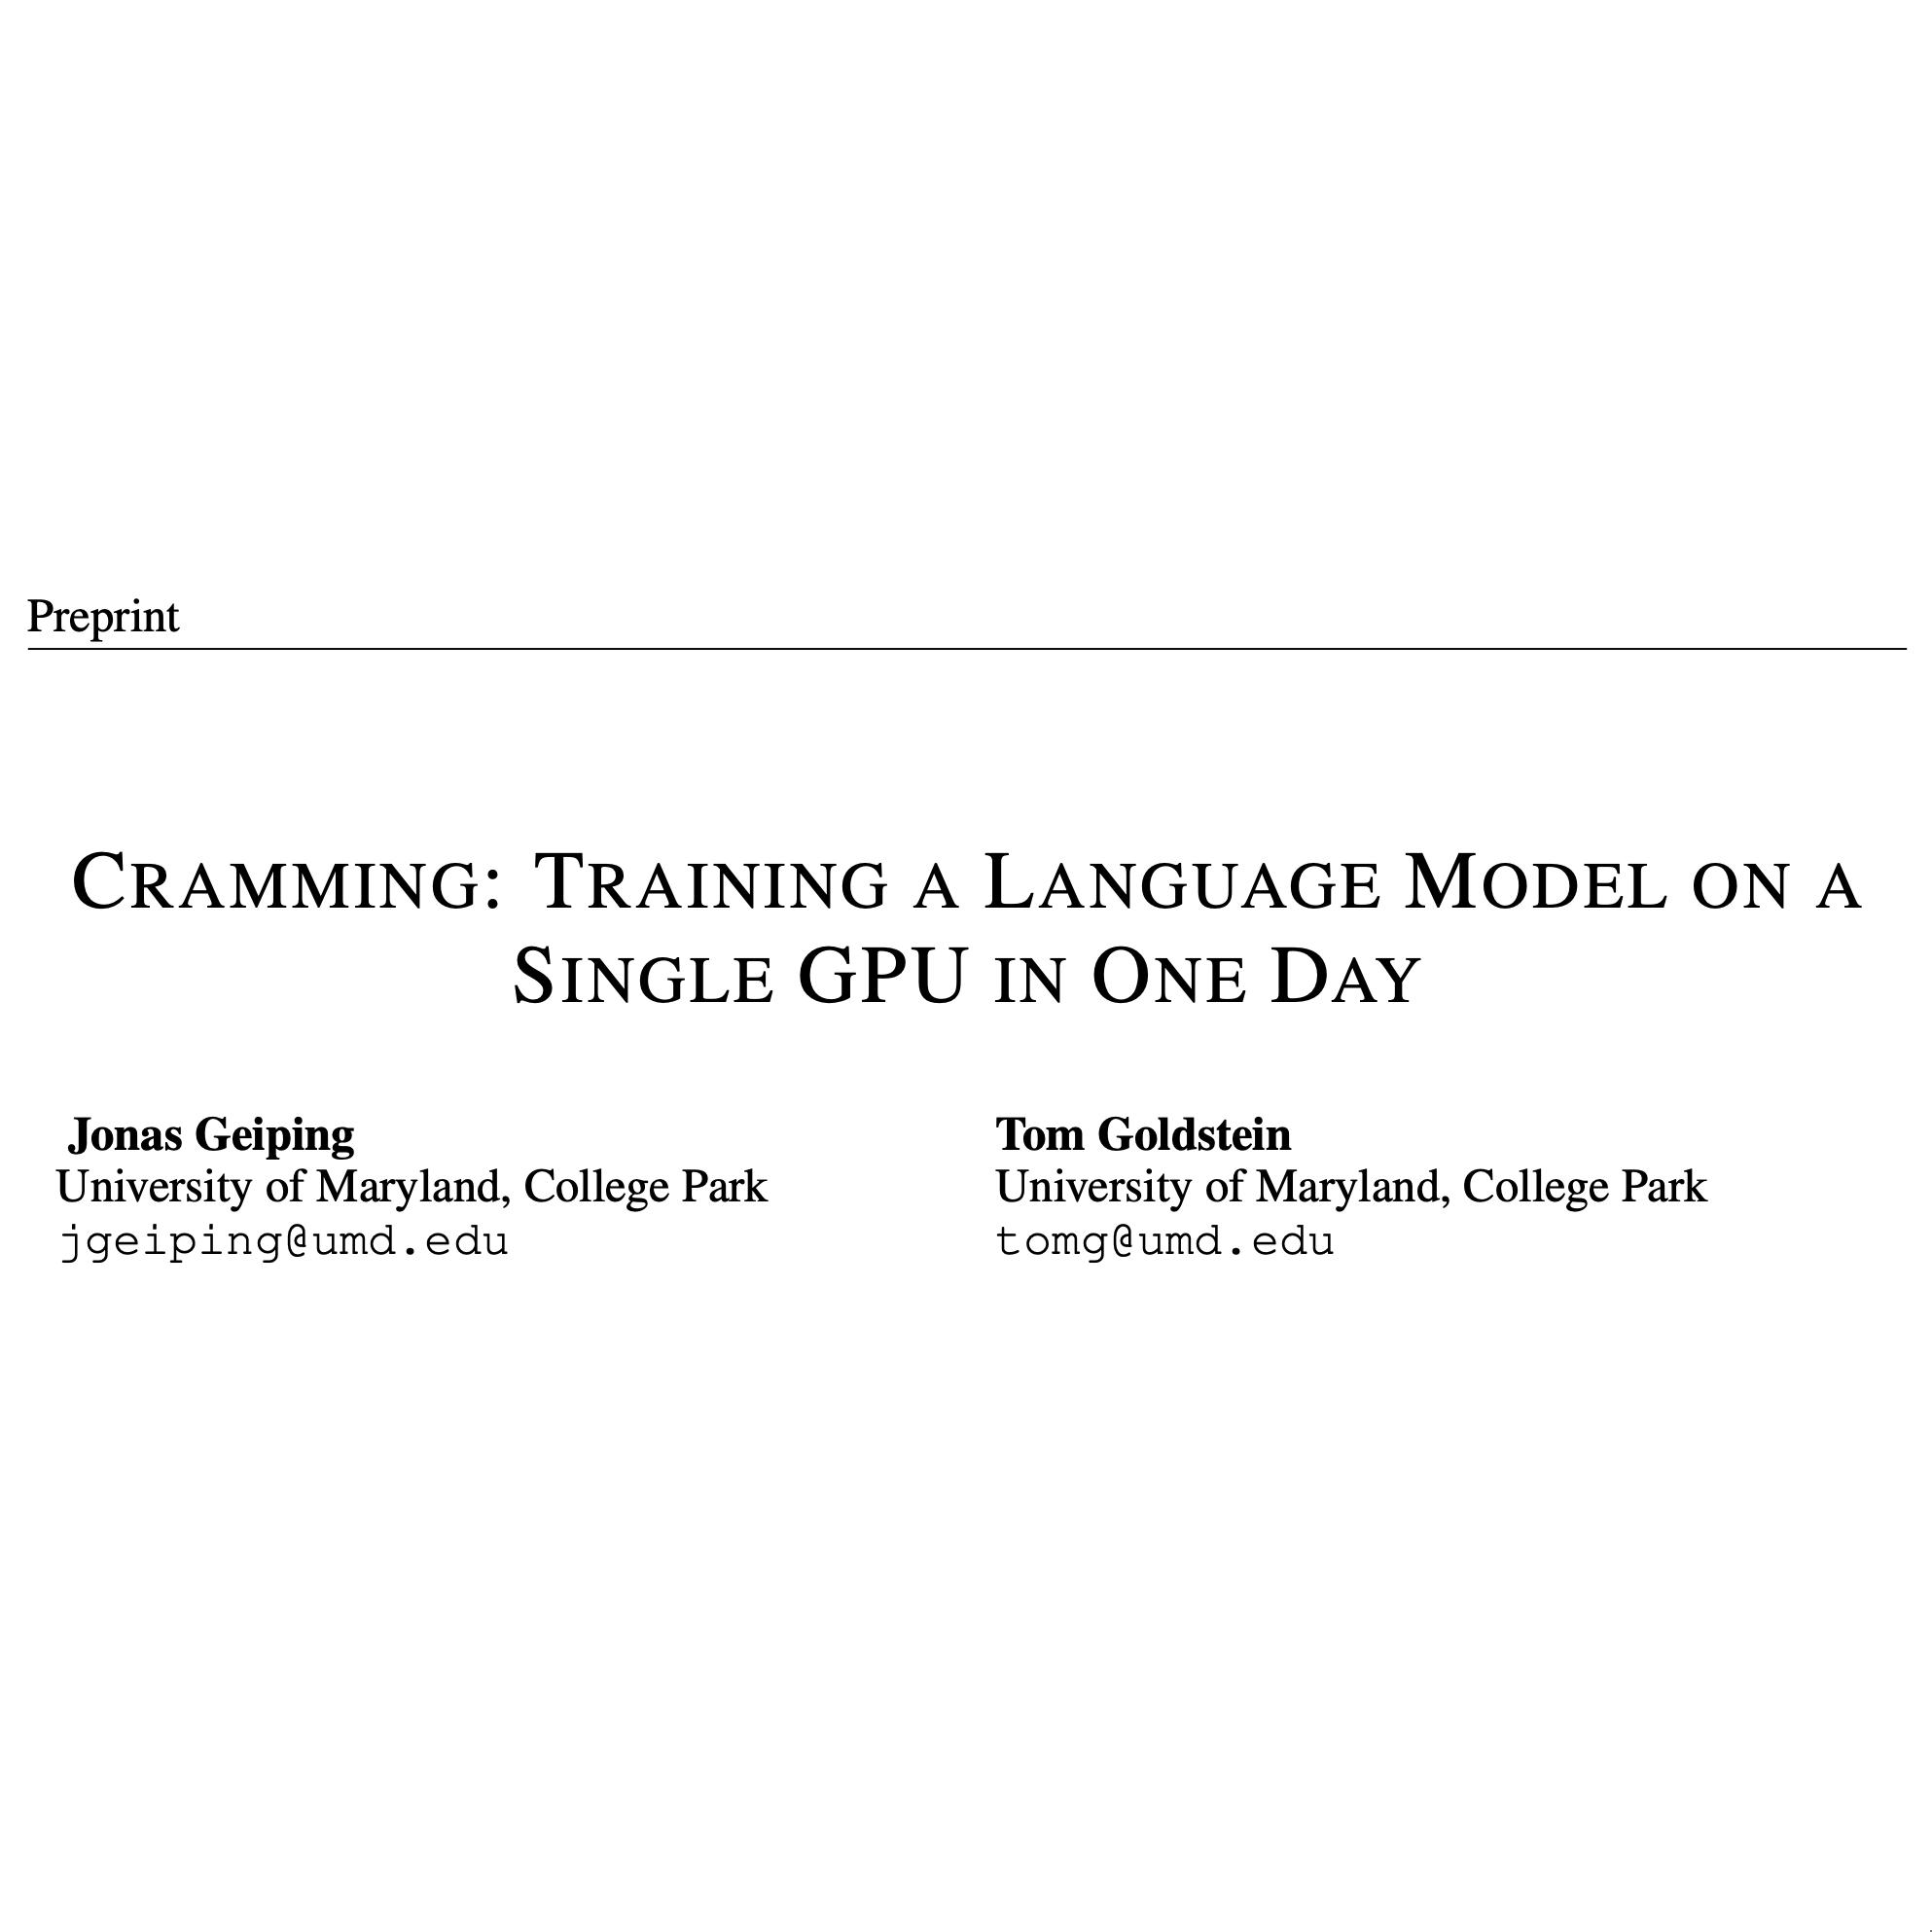 Preprint
Cramming: Training a Language Model on a
Single GPU in One Day
Jonas Geiping
University of Maryland, College Park
jgeiping@umd.edu
Tom Goldstein
University of Maryland, College Park
tomg@umd.edu